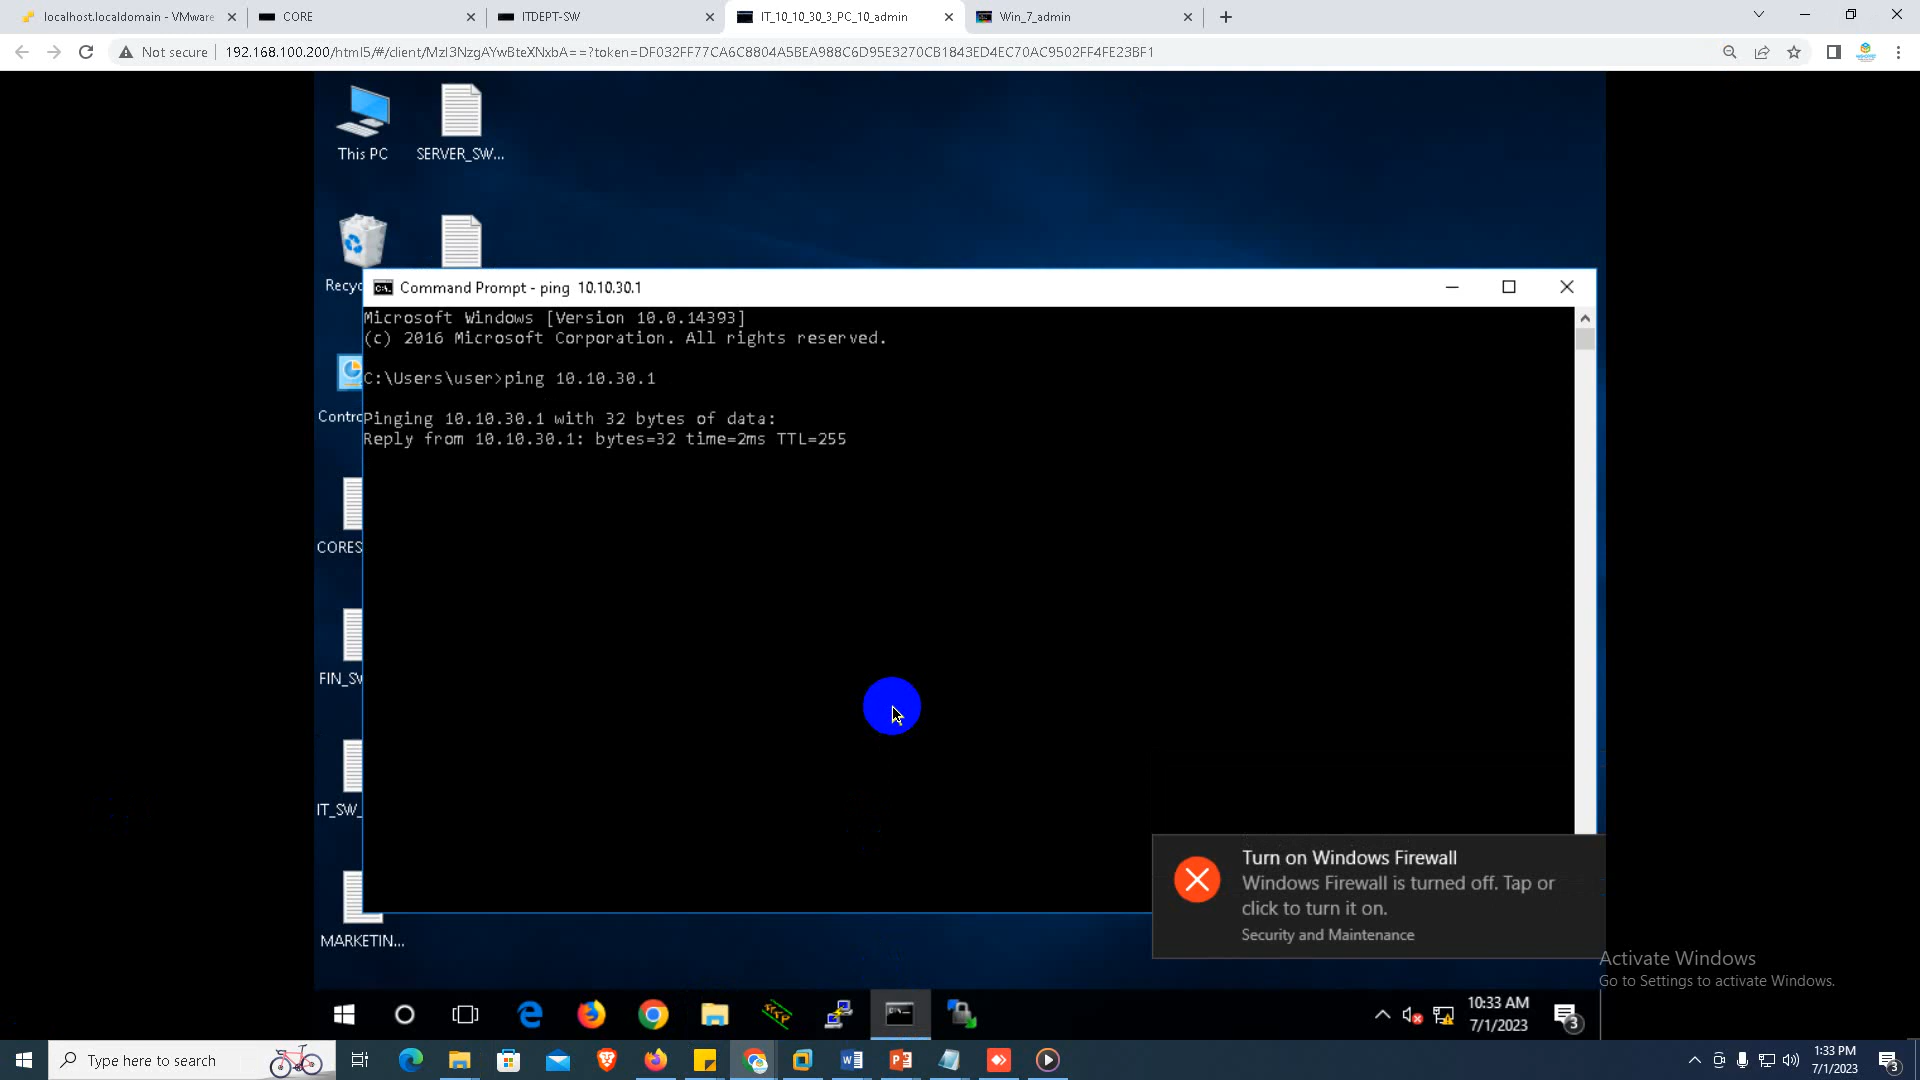 localhost.localdomain - VMware
CORE
ITDEPT-SW
IT_10_10_30_3_PC_10_admin
Win_7_admin
Not secure
192.168.100.200/html5/#/client/MzI3NzgAYwBteXNxbA==?token=DF032FF77CA6C8804A5BEA988C6D95E3270CB1843ED4EC70AC9502FF4FE23BF1
This PC
SERVER_SW...
Recyc
Command Prompt - ping 10.10.30.1
Microsoft Windows [Version 10.0.14393]
(c) 2016 Microsoft Corporation. All rights reserved.
C:\Users\user>ping 10.10.30.1
Contro
Pinging 10.10.30.1 with 32 bytes of data:
Reply from 10.10.30.1: bytes=32 time=2ms TTL=255
CORES
FIN_SW
IT_SW_
MARKETIN...
Turn on Windows Firewall
Windows Firewall is turned off. Tap or
click to turn it on.
Security and Maintenance
Activate Windows
Go to Settings to activate Windows.
10:33 AM
7/1/2023
3
Type here to search
1:33 PM
7/1/2023
3